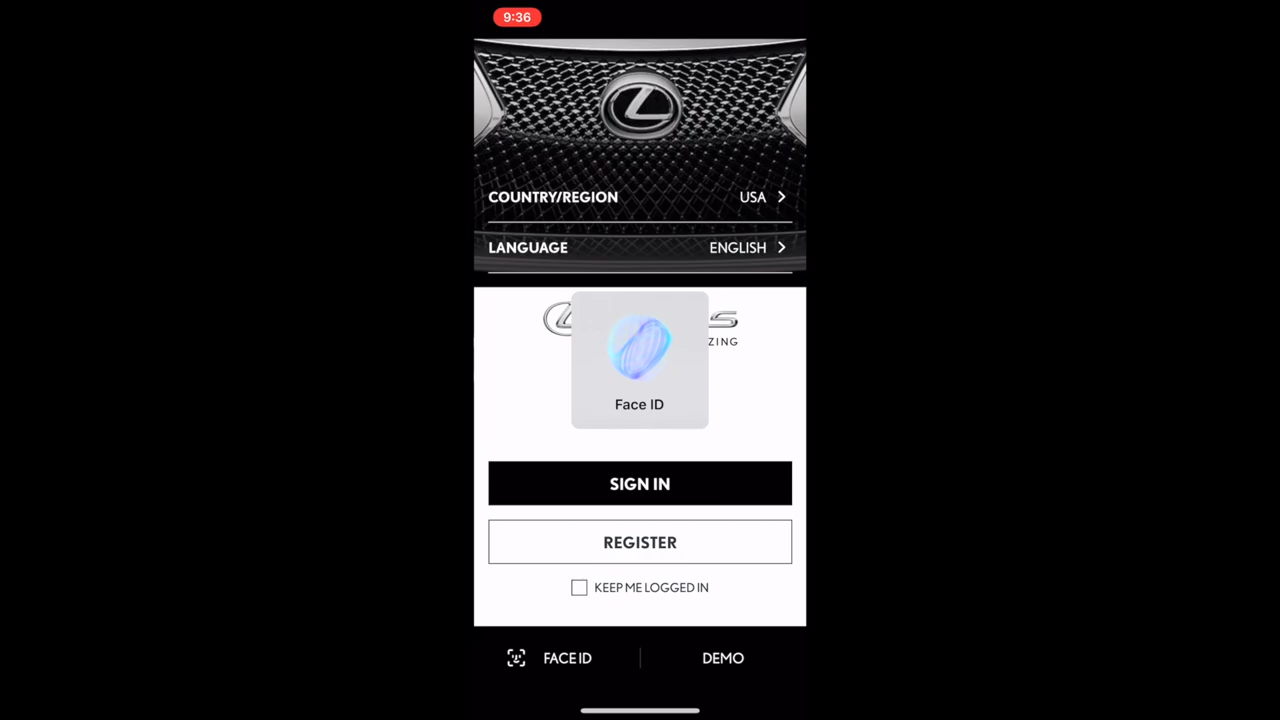 9:36
COUNTRY/REGION USA
LANGUAGE ENGLISH
S
ZING
Face ID
SIGN IN
REGISTER
KEEP ME LOGGED IN
FACE ID DEMO